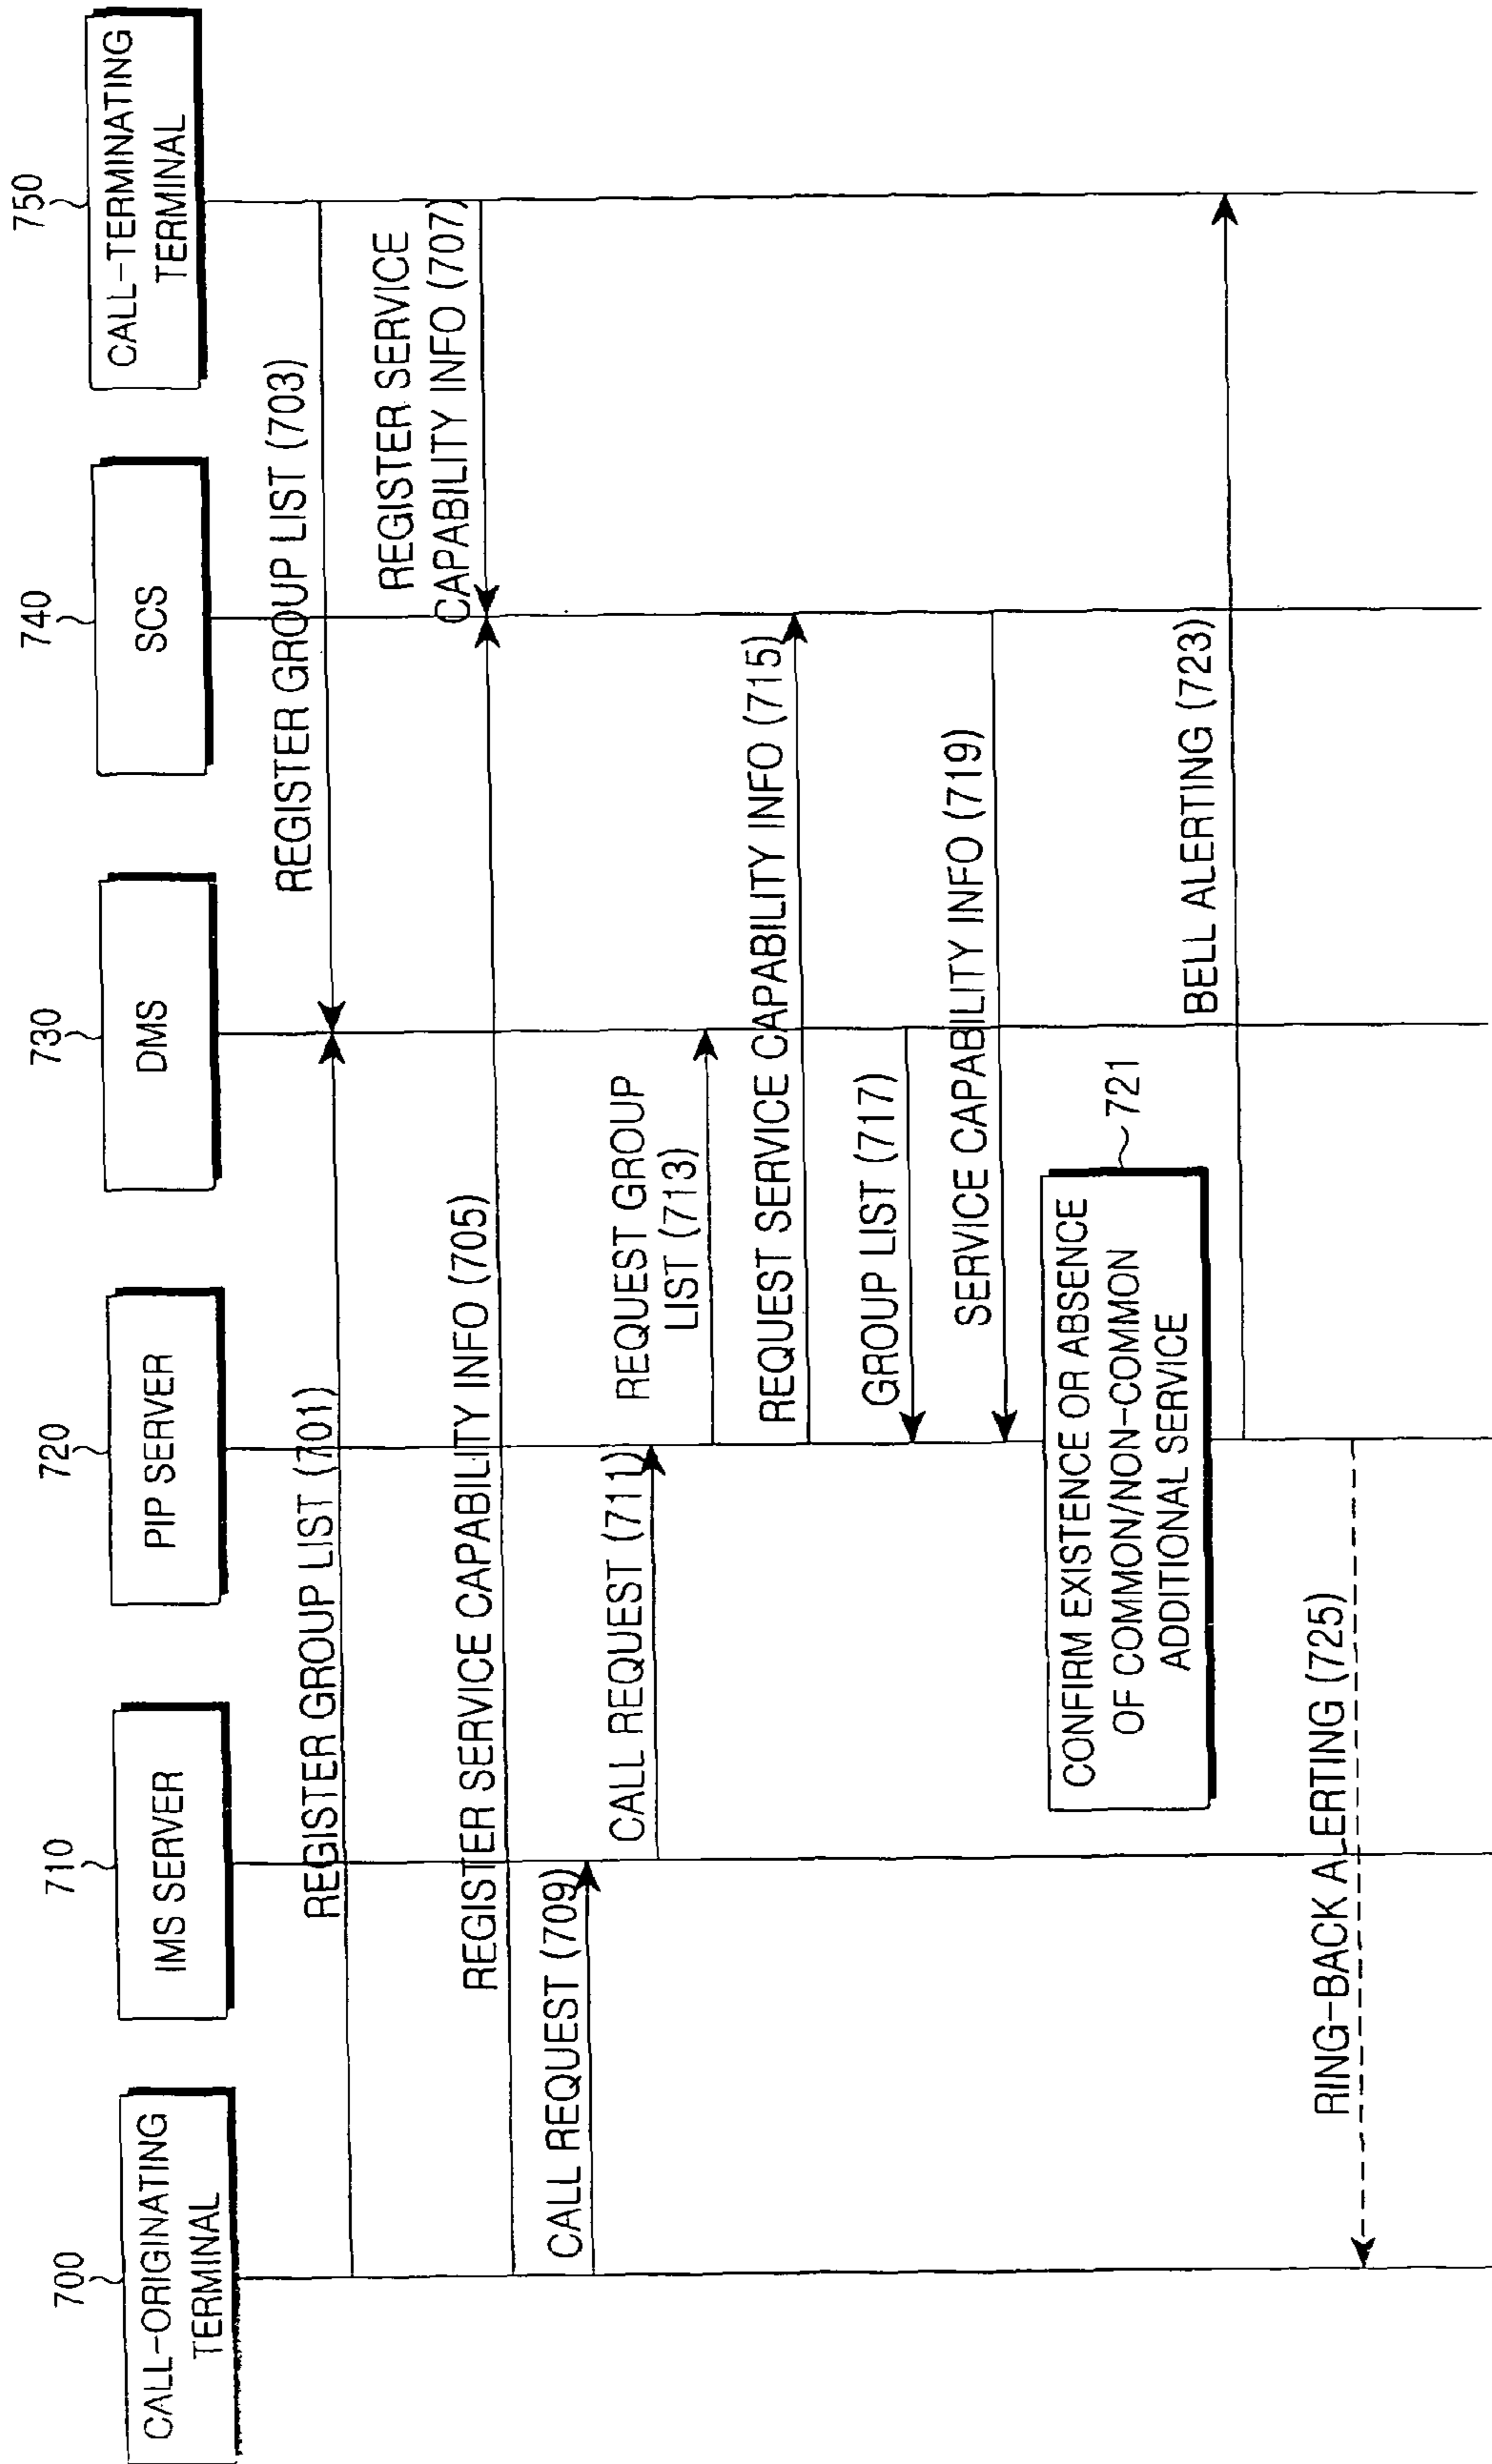 700
CALL-ORIGINATING
TERMINAL
710
IMS SERVER
720
PIP SERVER
730
DMS
740
SCS
750
CALL-TERMINATING
TERMINAL
REGISTER GROUP LIST (701)
REGISTER GROUP LIST (703)
REGISTER SERVICE CAPABILITY INFO (705)
REGISTER SERVICE
CAPABILITY INFO (707)
CALL REQUEST (709)
CALL REQUEST (711)
REQUEST GROUP
LIST (713)
REQUEST SERVICE CAPABILITY INFO (715)
GROUP LIST (717)
SERVICE CAPABILITY INFO (719)
CONFIRM EXISTENCE OR ABSENCE
OF COMMON/NON-COMMON
ADDITIONAL SERVICE
721
BELL ALERTING (723)
RING-BACK ALERTING (725)